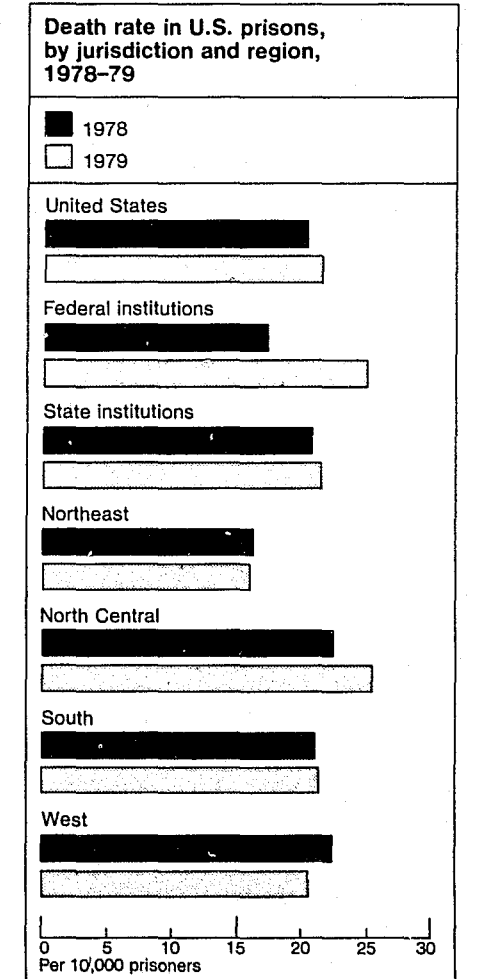 Death rate in U.S. prisons,
by jurisdiction and region,
1978–79
1978
1979
United States
Federal institutions
State institutions
Northeast
North Central
South
West
0 5 10 15 20 25 30
Per 10,000 prisoners